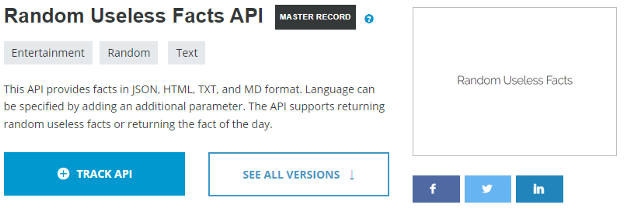 Random Useless Facts API MASTER RECORD ?
Entertainment Random Text
This API provides facts in JSON, HTML, TXT, and MD format. Language can
be specified by adding an additional parameter. The API supports returning
random useless facts or returning the fact of the day.
Random Useless Facts
TRACK API SEE ALL VERSIONS ↓
f in